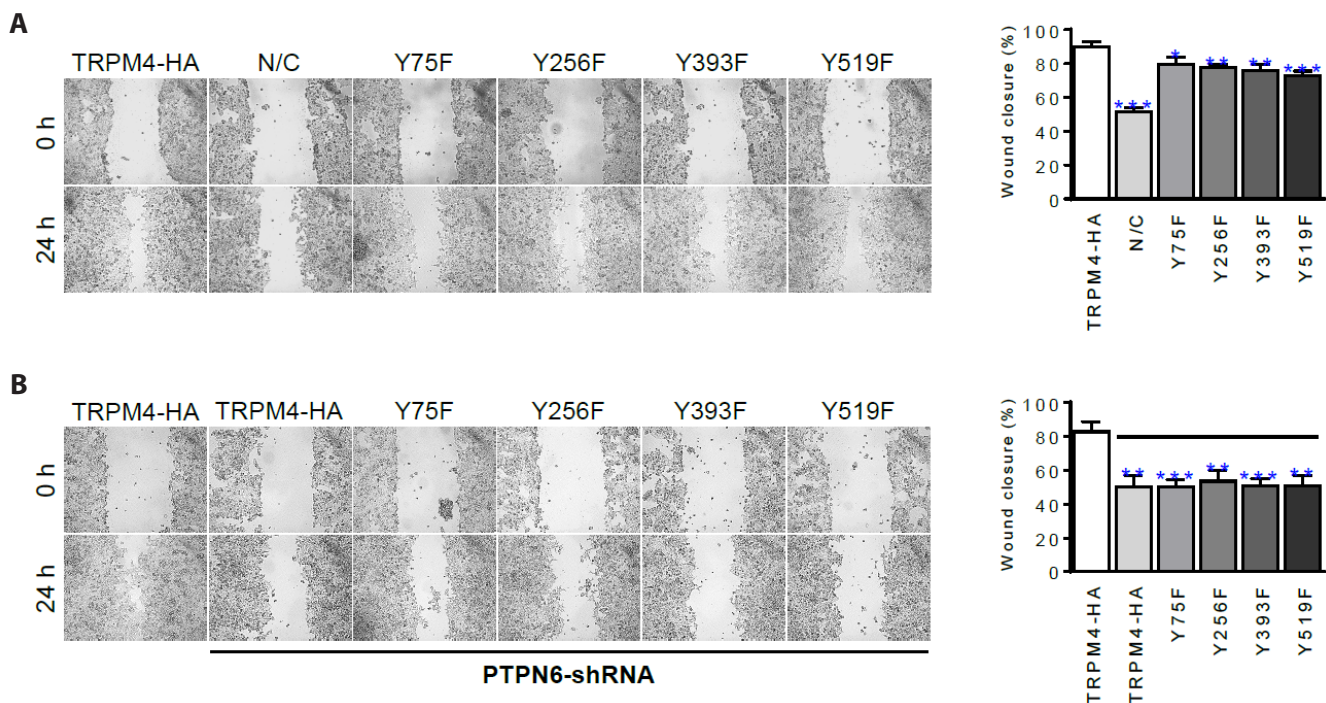 A
TRPM4-HA N/C Y75F Y256F Y393F Y519F
0 h
24 h
Wound closure (%)
100
80
60
40
20
0
* ** ** *** ***
TRPM4-HA
N/C
Y75F
Y256F
Y393F
Y519F
B
TRPM4-HA TRPM4-HA Y75F Y256F Y393F Y519F
0 h
24 h
PTPN6-shRNA
Wound closure (%)
100
80
60
40
20
0
** *** ** *** **
TRPM4-HA
TRPM4-HA
Y75F
Y256F
Y393F
Y519F